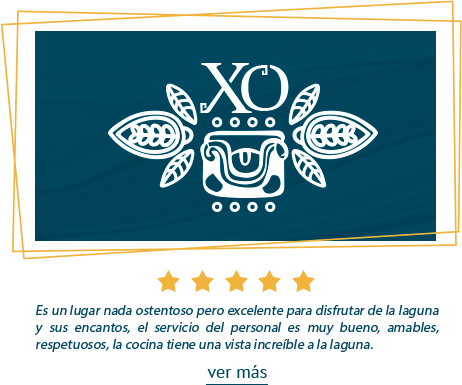 XO
Es un lugar nada ostentoso pero excelente para disfrutar de la laguna
y sus encantos, el servicio del personal es muy bueno, amables,
respetuosos, la cocina tiene una vista increíble a la laguna.
ver más